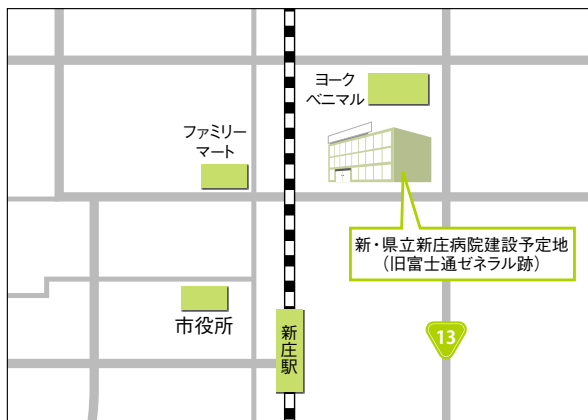 ヨーク
ベニマル
ファミリー
マート
新・県立新庄病院建設予定地
(旧富士通ゼネラル跡)
市役所
新庄駅
13